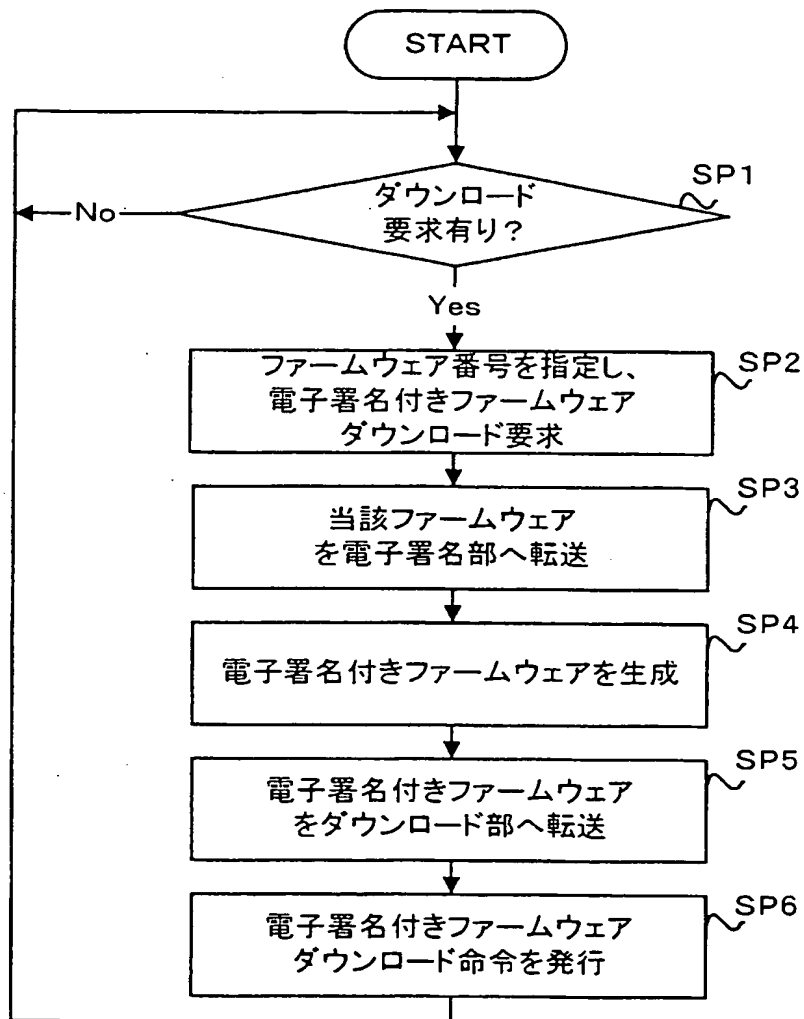 START
SP1
ダウンロード
要求有り?
No
Yes
SP2
ファームウェア番号を指定し、
電子署名付きファームウェア
ダウンロード要求
SP3
当該ファームウェア
を電子署名部へ転送
SP4
電子署名付きファームウェアを生成
SP5
電子署名付きファームウェア
をダウンロード部へ転送
SP6
電子署名付きファームウェア
ダウンロード命令を発行